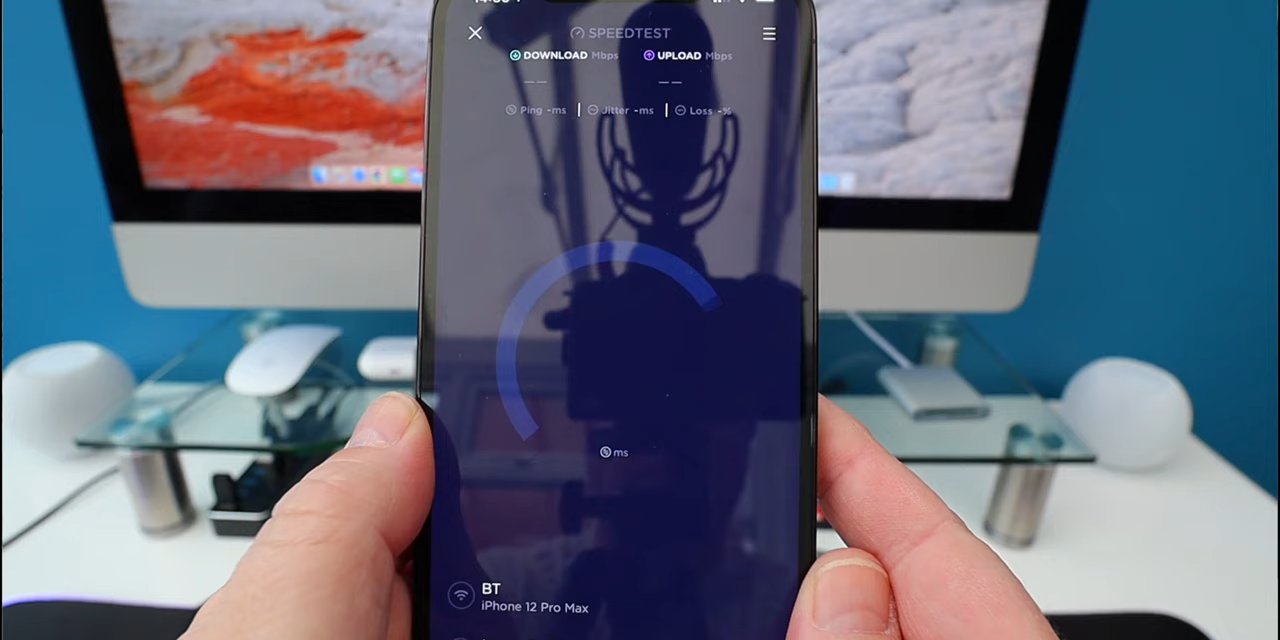 SPEEDTEST
DOWNLOAD Mbps UPLOAD Mbps
— — — —
Ping -ms | Jitter -ms | Loss -%
ms
BT
iPhone 12 Pro Max